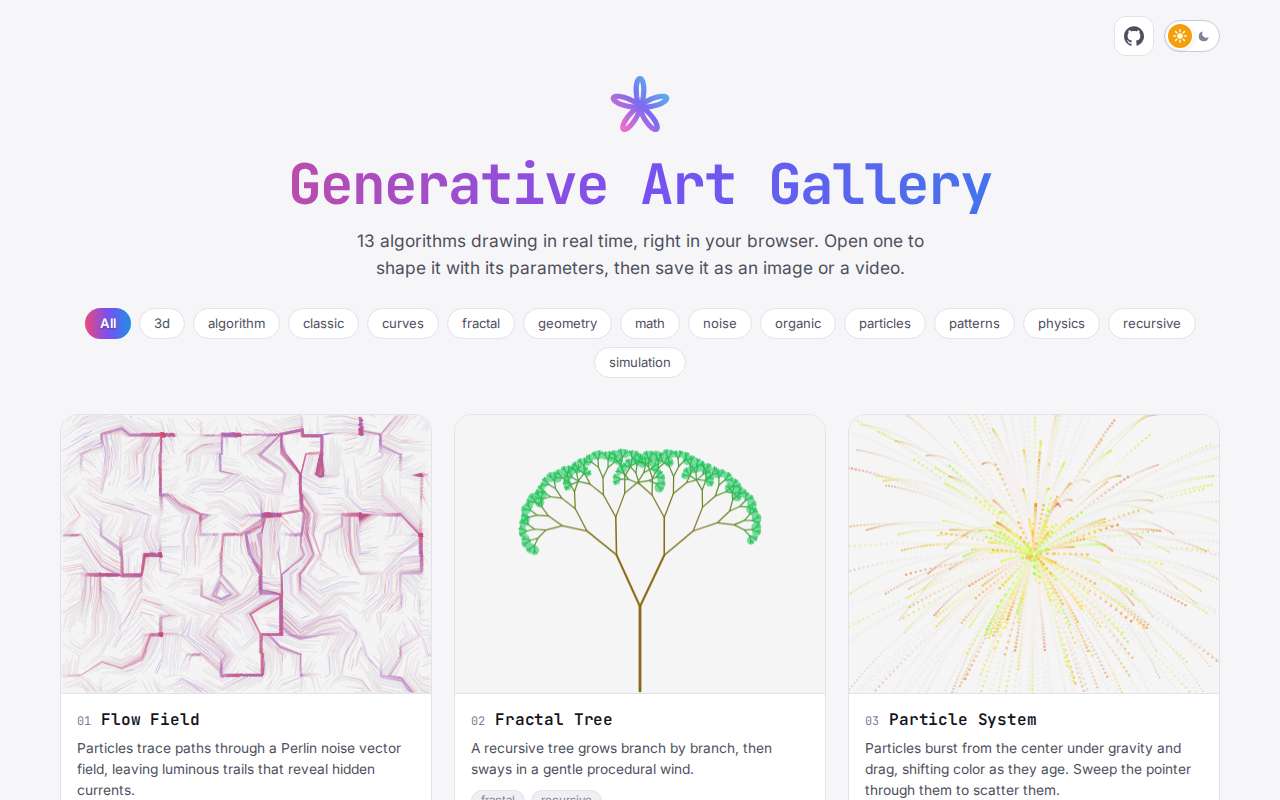 Generative Art Gallery
13 algorithms drawing in real time, right in your browser. Open one to
shape it with its parameters, then save it as an image or a video.
All 3d algorithm classic curves fractal geometry math noise organic particles patterns physics recursive
simulation
01 Flow Field
Particles trace paths through a Perlin noise vector
field, leaving luminous trails that reveal hidden
currents.
02 Fractal Tree
A recursive tree grows branch by branch, then
sways in a gentle procedural wind.
fractal recursive
03 Particle System
Particles burst from the center under gravity and
drag, shifting color as they age. Sweep the pointer
through them to scatter them.